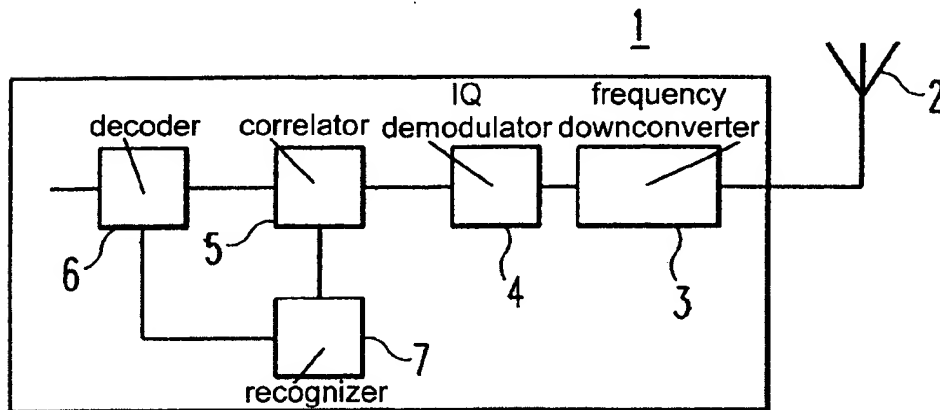 1
2
IQ
demodulator
frequency
downconverter
decoder
correlator
6
5
4
3
7
recognizer